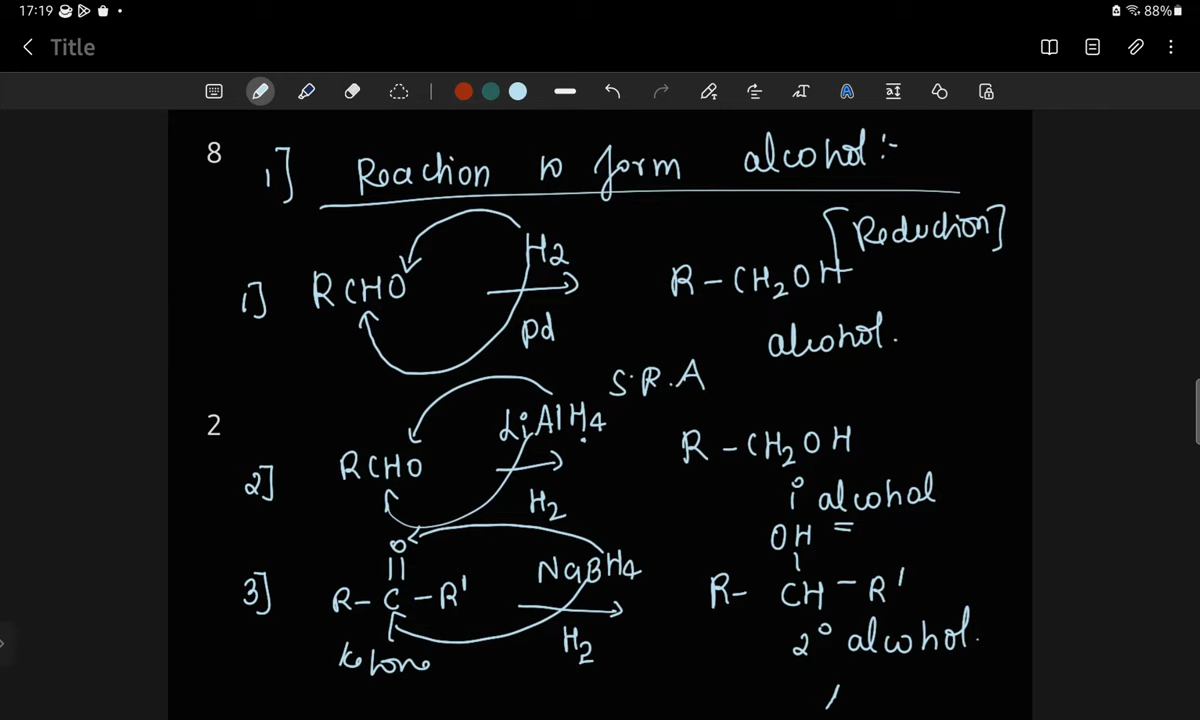 17:19 88%
Title
8
1] Reaction to form alcohol:-
[Reduction]
1] RCHO H2 pd R-CH2OH
alcohol.
S.R.A
2
2] RCHO LiAlH4 H2 R-CH2OH
1° alcohol
3] R-C-R' O NaBH4 H2 R-CH-R' OH
ketone
2° alcohol.